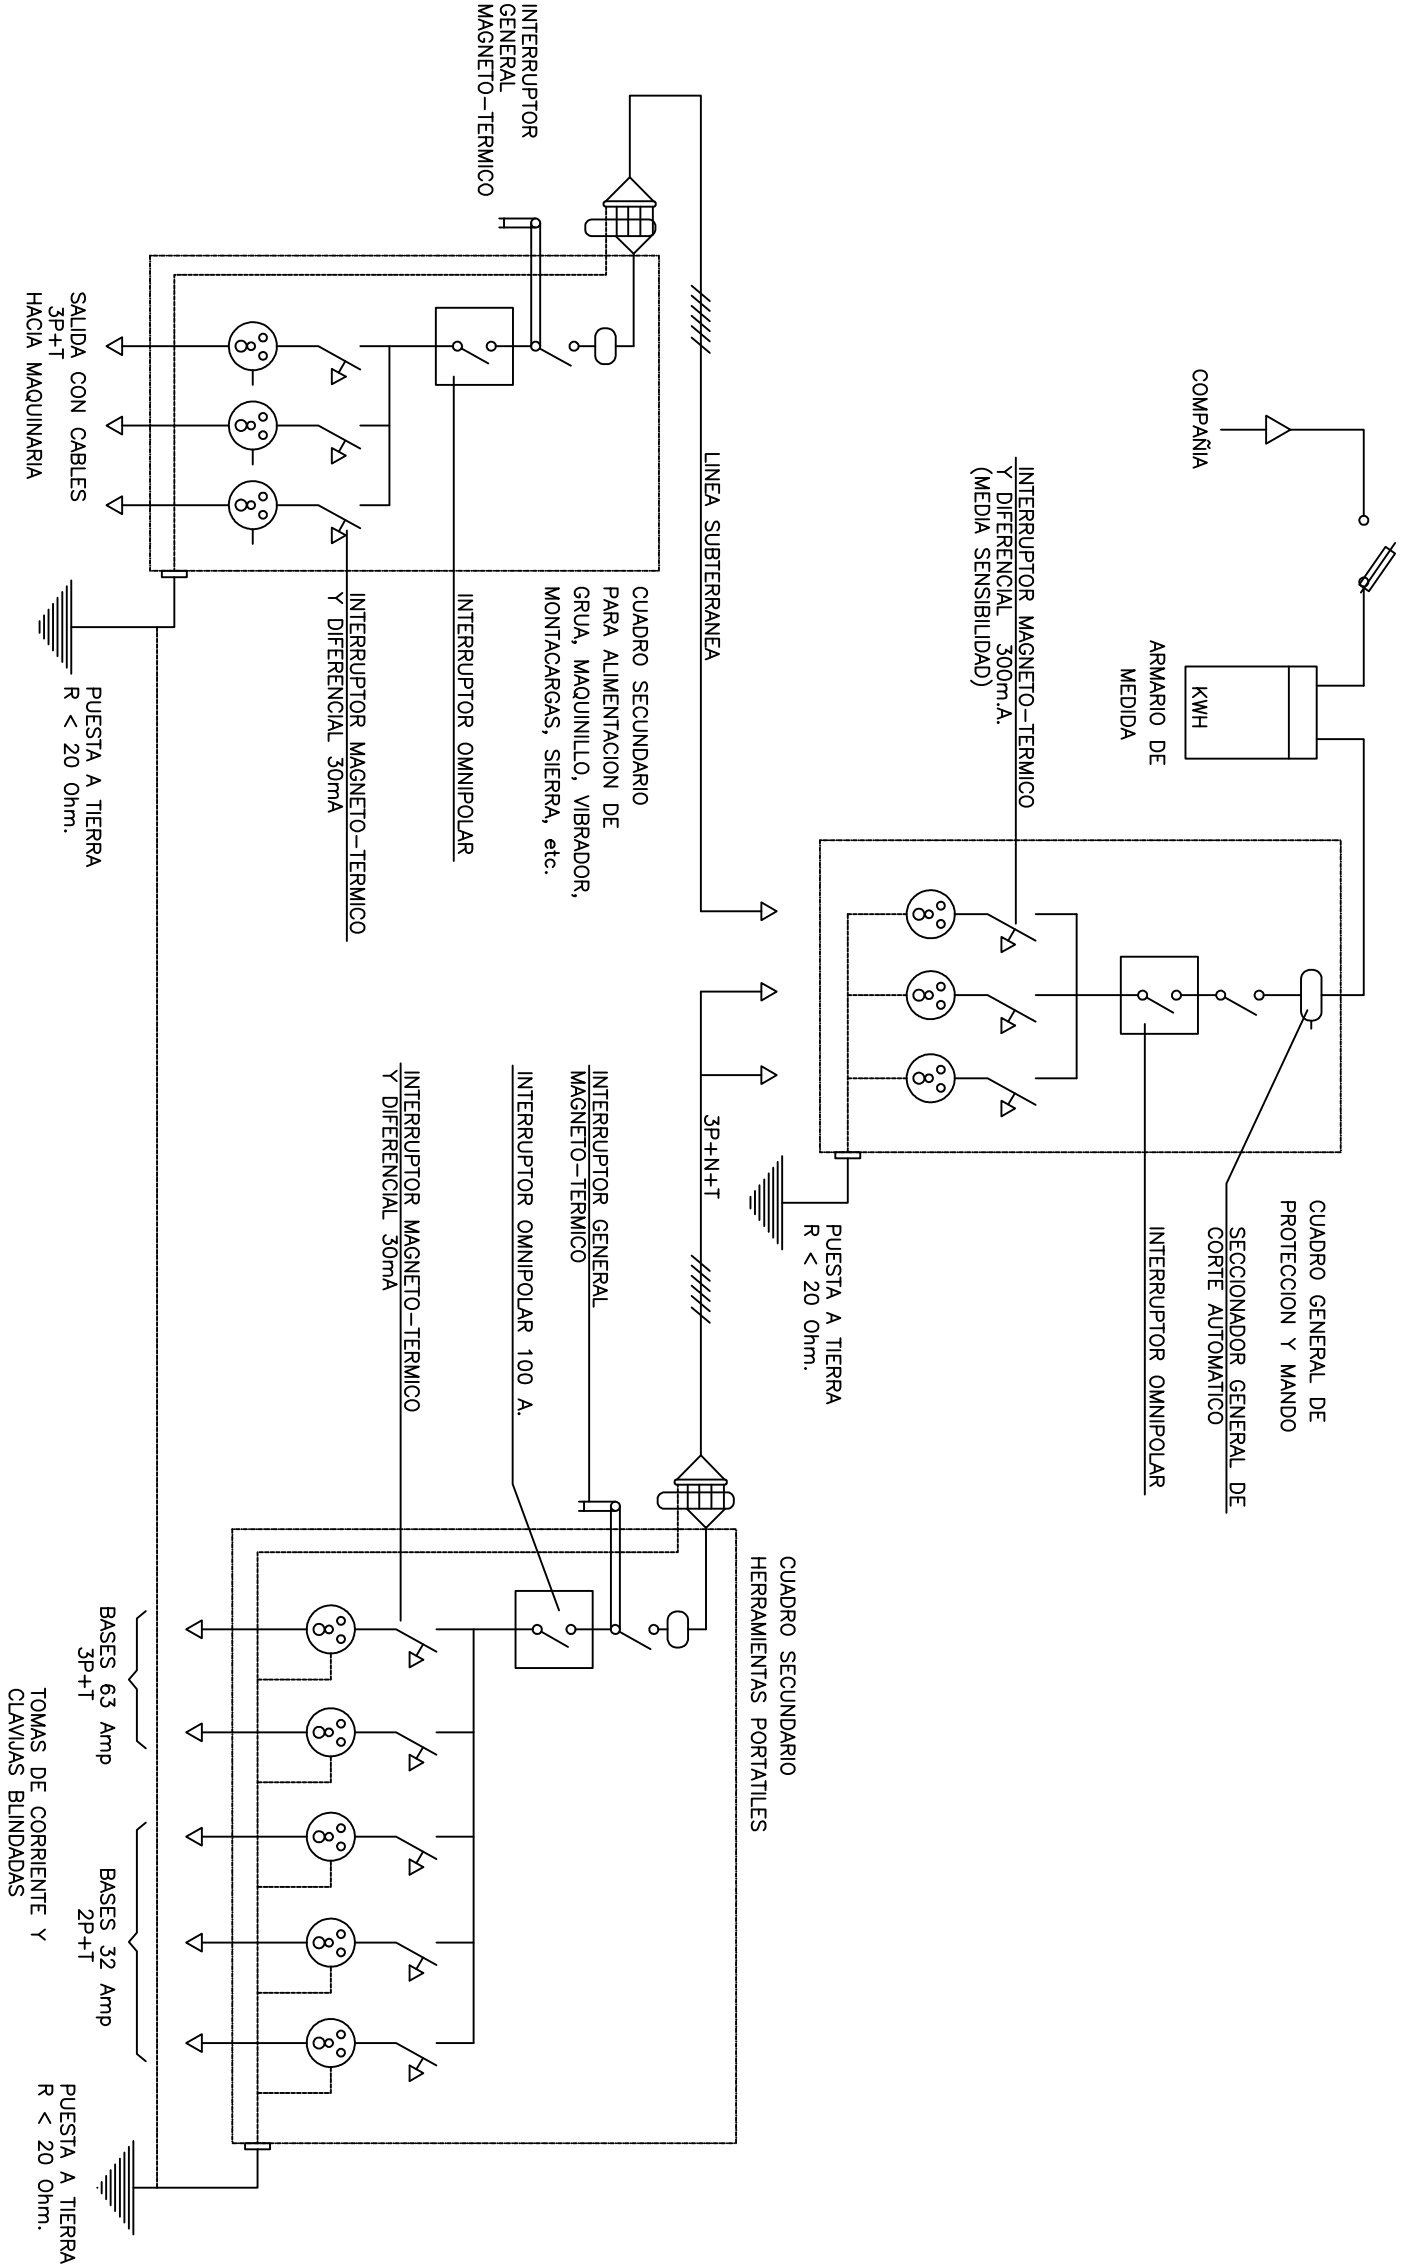 COMPAÑIA
ARMARIO DE
MEDIDA
KWH
CUADRO GENERAL DE
PROTECCION Y MANDO
SECCIONADOR GENERAL DE
CORTE AUTOMATICO
INTERRUPTOR OMNIPOLAR
INTERRUPTOR MAGNETO-TERMICO
Y DIFERENCIAL 300m.A.
(MEDIA SENSIBILIDAD)
PUESTA A TIERRA
R < 20 Ohm.
LINEA SUBTERRANEA
3P+N+T
INTERRUPTOR
GENERAL
MAGNETO-TERMICO
CUADRO SECUNDARIO
PARA ALIMENTACION DE
GRUA, MAQUINILLO, VIBRADOR,
MONTACARGAS, SIERRA, etc.
INTERRUPTOR OMNIPOLAR
INTERRUPTOR MAGNETO-TERMICO
Y DIFERENCIAL 30mA
SALIDA CON CABLES
3P+T
HACIA MAQUINARIA
PUESTA A TIERRA
R < 20 Ohm.
CUADRO SECUNDARIO
HERRAMIENTAS PORTATILES
INTERRUPTOR GENERAL
MAGNETO-TERMICO
INTERRUPTOR OMNIPOLAR 100 A.
INTERRUPTOR MAGNETO-TERMICO
Y DIFERENCIAL 30mA
BASES 63 Amp
3P+T
BASES 32 Amp
2P+T
TOMAS DE CORRIENTE Y
CLAVIJAS BLINDADAS
PUESTA A TIERRA
R < 20 Ohm.